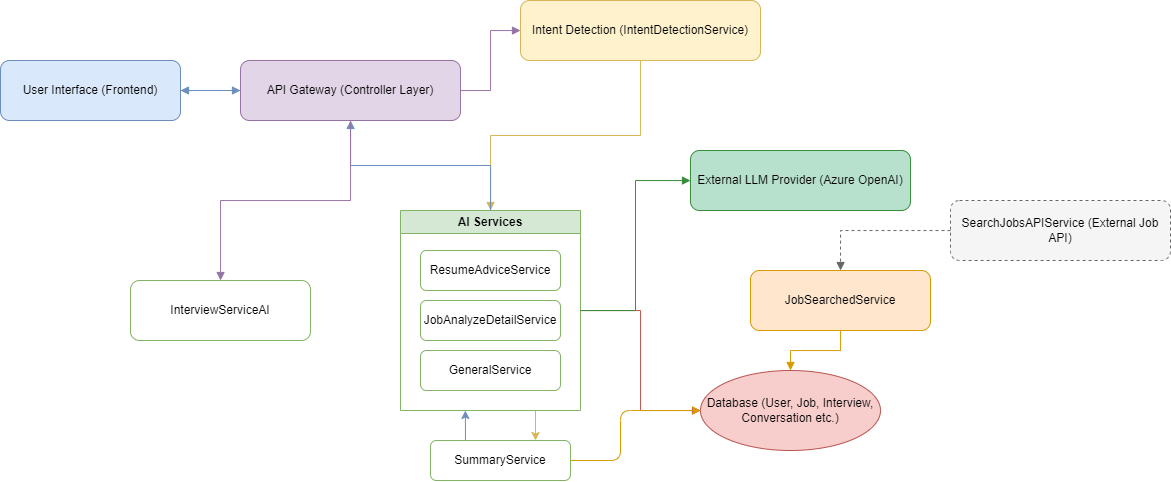 Intent Detection (IntentDetectionService)
User Interface (Frontend)
API Gateway (Controller Layer)
External LLM Provider (Azure OpenAI)
AI Services
SearchJobsAPIService (External Job
API)
ResumeAdviceService
InterviewServiceAI
JobAnalyzeDetailService
JobSearchedService
GeneralService
Database (User, Job, Interview,
Conversation etc.)
SummaryService